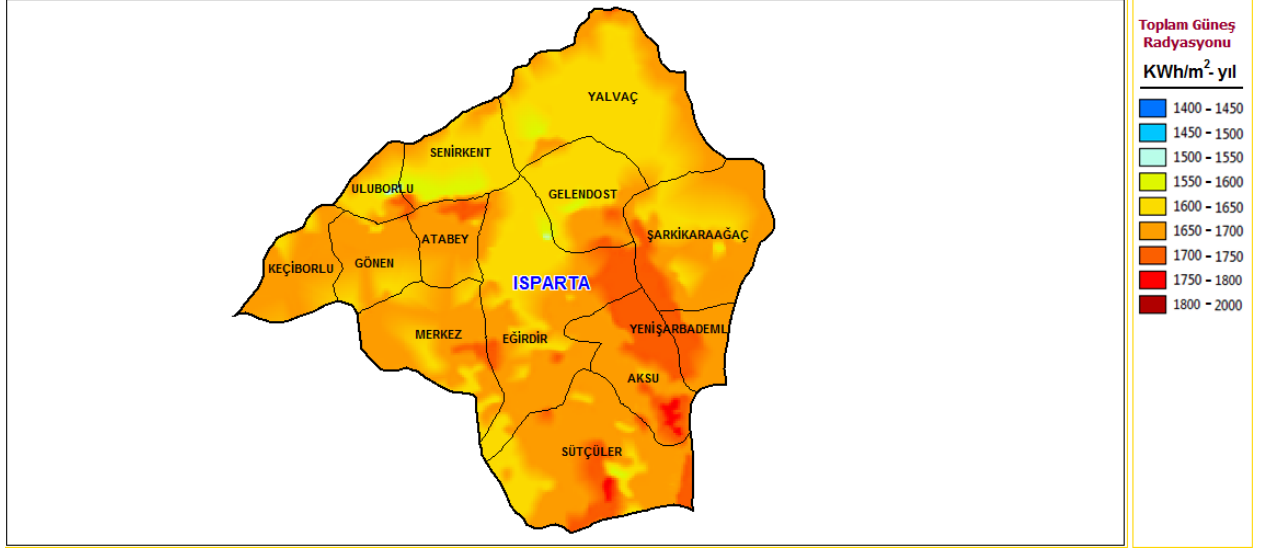 YALVAÇ
SENİRKENT
ULUBORLU
GELENDOST
ŞARKİKARAAĞAÇ
ATABEY
KEÇİBORLU
GÖNEN
ISPARTA
MERKEZ
EĞİRDİR
YENİŞARBADEML
AKSU
SÜTÇÜLER
Toplam Güneş
Radyasyonu
KWh/m²- yıl
1400 - 1450
1450 - 1500
1500 - 1550
1550 - 1600
1600 - 1650
1650 - 1700
1700 - 1750
1750 - 1800
1800 - 2000